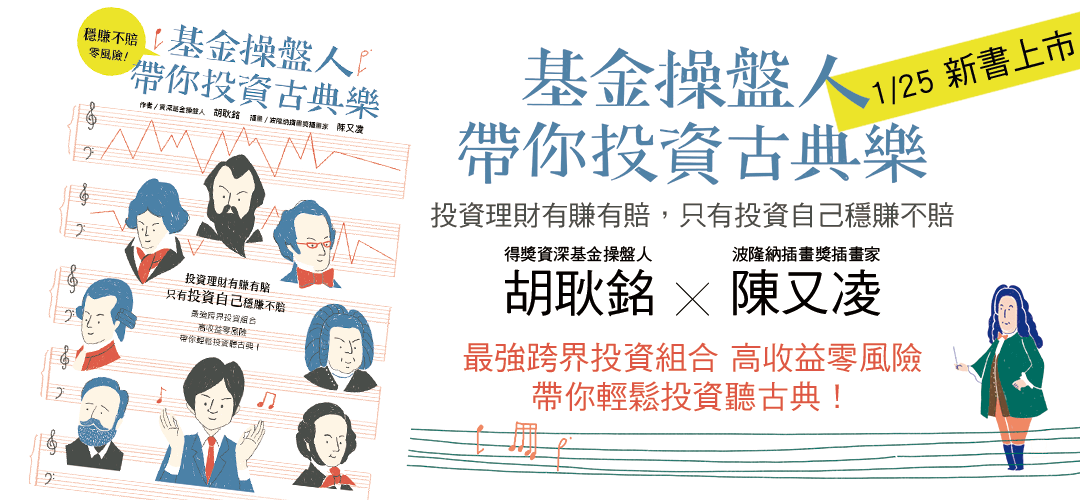 穩賺不賠
零風險!
基金操盤人
帶你投資古典樂
作者/資深基金操盤人 胡耿銘 插畫/波隆納插畫獎插畫家 陳又凌
投資理財有賺有賠
只有投資自己穩賺不賠
最強跨界投資組合
高收益零風險
帶你輕鬆投資聽古典!
1/25 新書上市
基金操盤人
帶你投資古典樂
投資理財有賺有賠,只有投資自己穩賺不賠
得獎資深基金操盤人
胡耿銘
×
波隆納插畫獎插畫家
陳又凌
最強跨界投資組合 高收益零風險
帶你輕鬆投資聽古典!